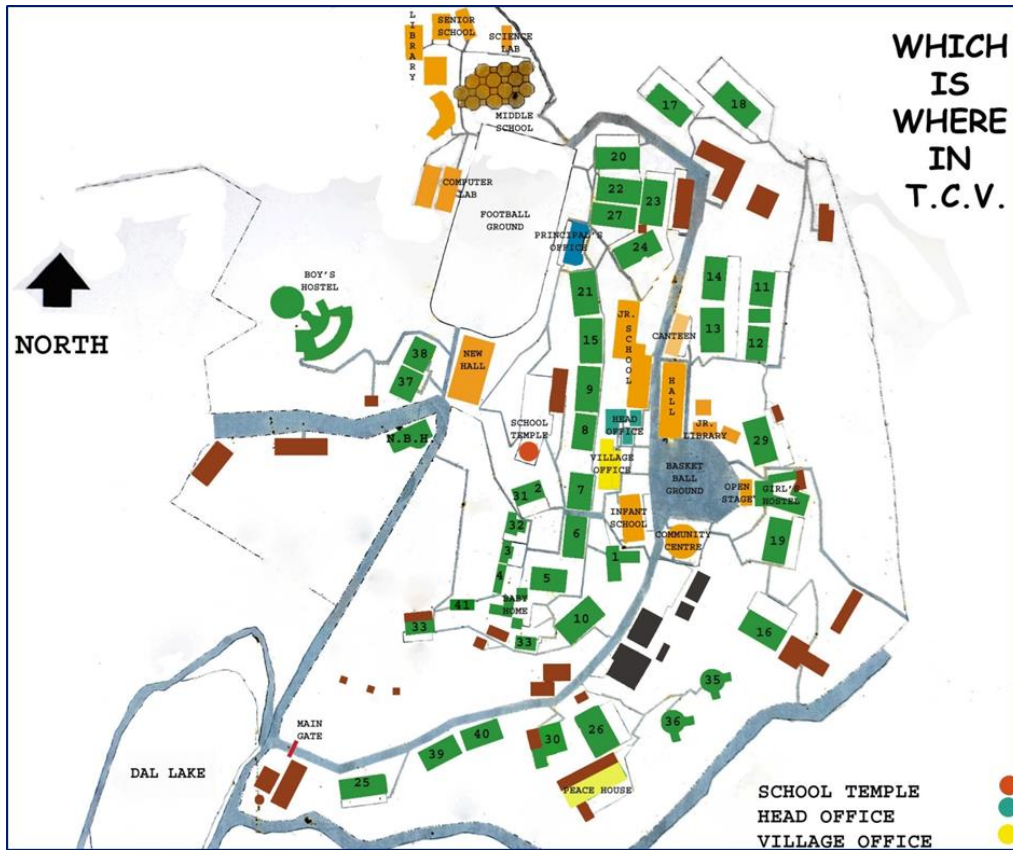 WHICH
IS
WHERE
IN
T.C.V.
LIBRARY
SENIOR
SCHOOL
SCIENCE
LAB
MIDDLE
SCHOOL
COMPUTER
LAB
FOOTBALL
GROUND
PRINCIPAL'S
OFFICE
17
18
20
22
23
27
24
NORTH
BOY'S
HOSTEL
21
14
11
JR. SCHOOL
CANTEEN
13
12
15
38
37
NEW
HALL
9
HALL
8
HEAD
OFFICE
JR.
LIBRARY
29
N.B.H
SCHOOL
TEMPLE
VILLAGE
OFFICE
BASKET
BALL
GROUND
OPEN
STAGE
GIRL'S
HOSTEL
31
2
7
INFANT
SCHOOL
32
6
COMMUNITY
CENTRE
19
3
1
4
5
BABY
HOME
41
33
10
33
16
35
36
MAIN
GATE
40
39
30
26
25
PEACE HOUSE
DAL LAKE
SCHOOL TEMPLE
HEAD OFFICE
VILLAGE OFFICE